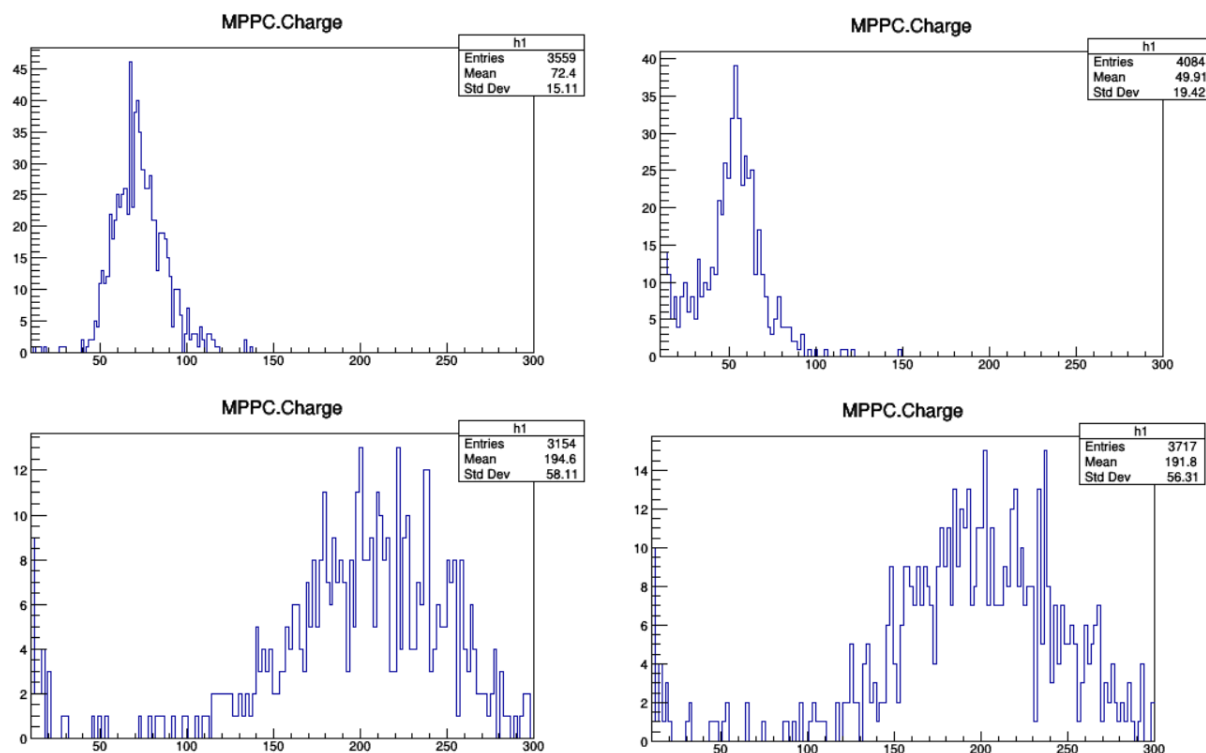 MPPC.Charge
h1
Entries 3559
Mean 72.4
Std Dev 15.11
45
40
35
30
25
20
15
10
5
0
50 100 150 200 250 300
MPPC.Charge
h1
Entries 4084
Mean 49.91
Std Dev 19.42
40
35
30
25
20
15
10
5
0
50 100 150 200 250 300
MPPC.Charge
h1
Entries 3154
Mean 194.6
Std Dev 58.11
12
10
8
6
4
2
0
50 100 150 200 250 300
MPPC.Charge
h1
Entries 3717
Mean 191.8
Std Dev 56.31
14
12
10
8
6
4
2
0
50 100 150 200 250 300